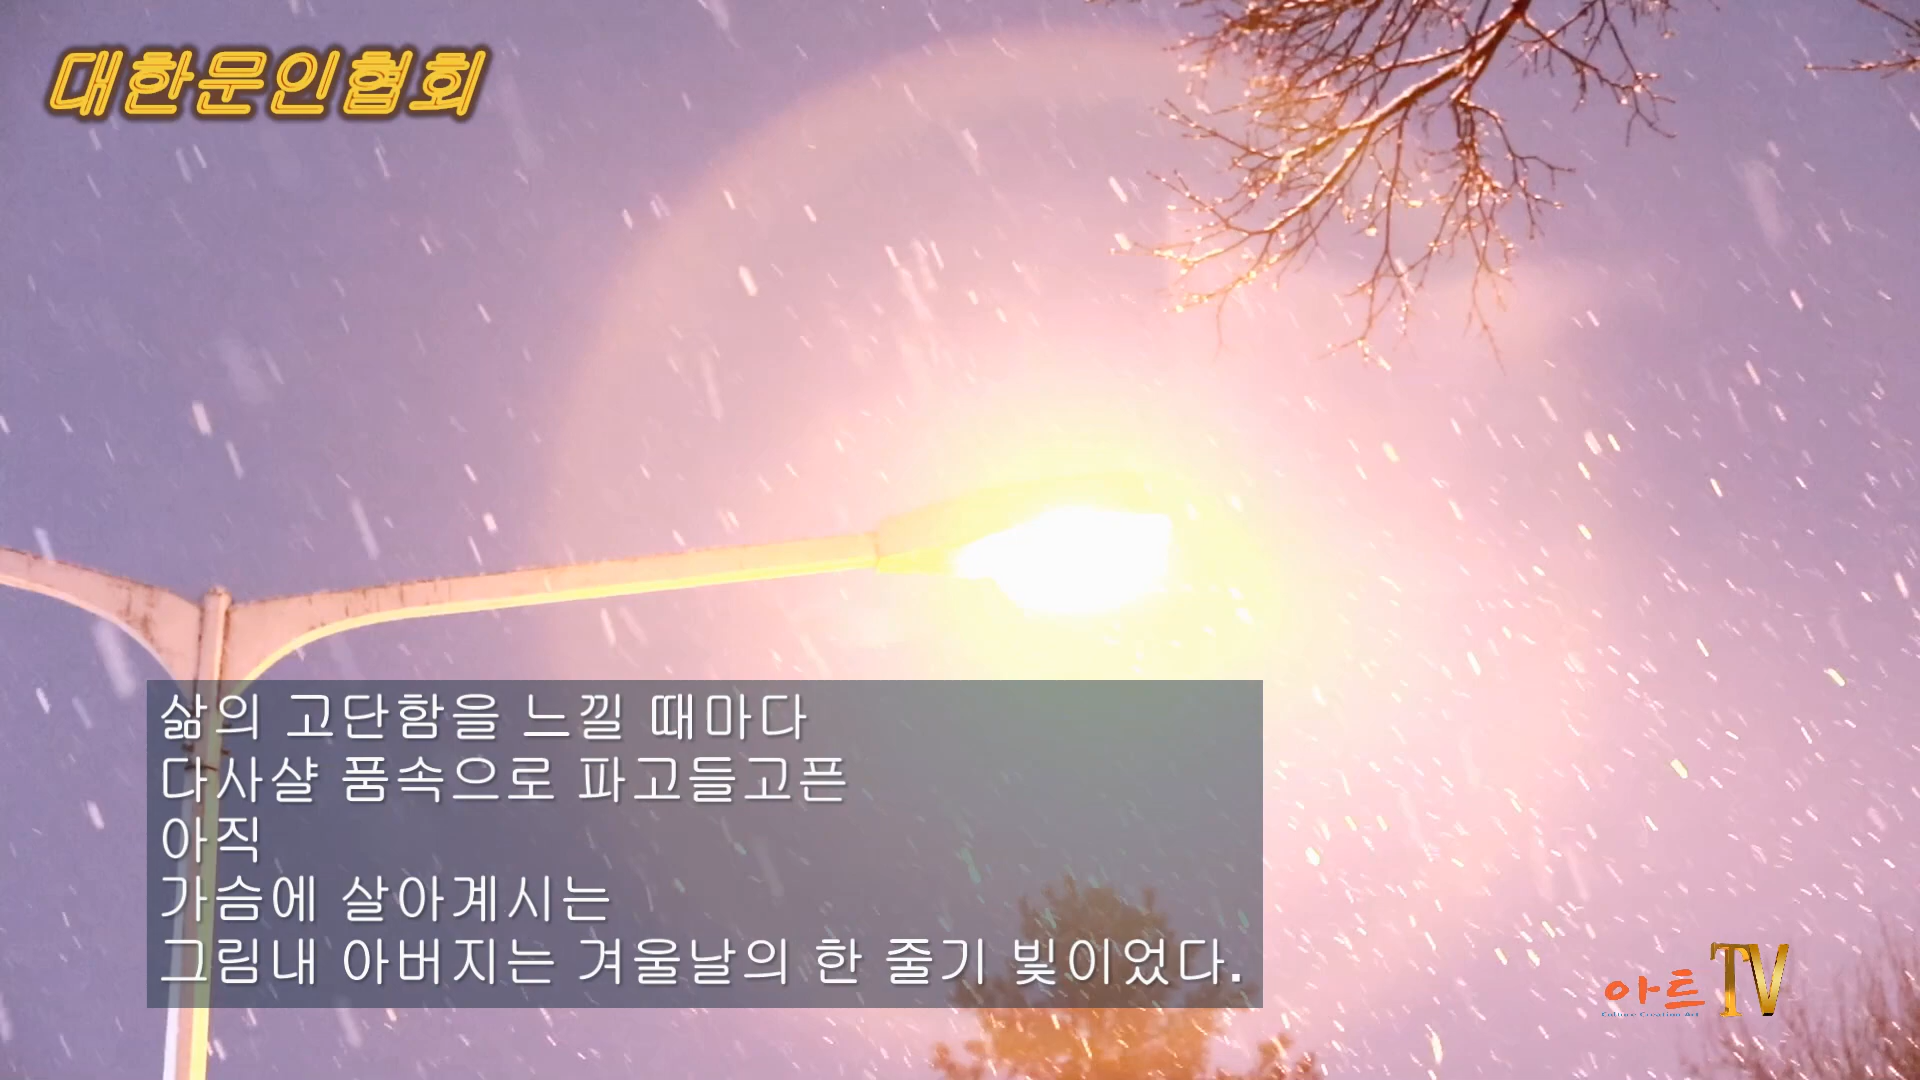 대한문인협회
삶의 고단함을 느낄 때마다
다사샬 품속으로 파고들고픈
아직
가슴에 살아계시는
그림내 아버지는 겨울날의 한 줄기 빛이었다.
아트TV
Culture Creation Art